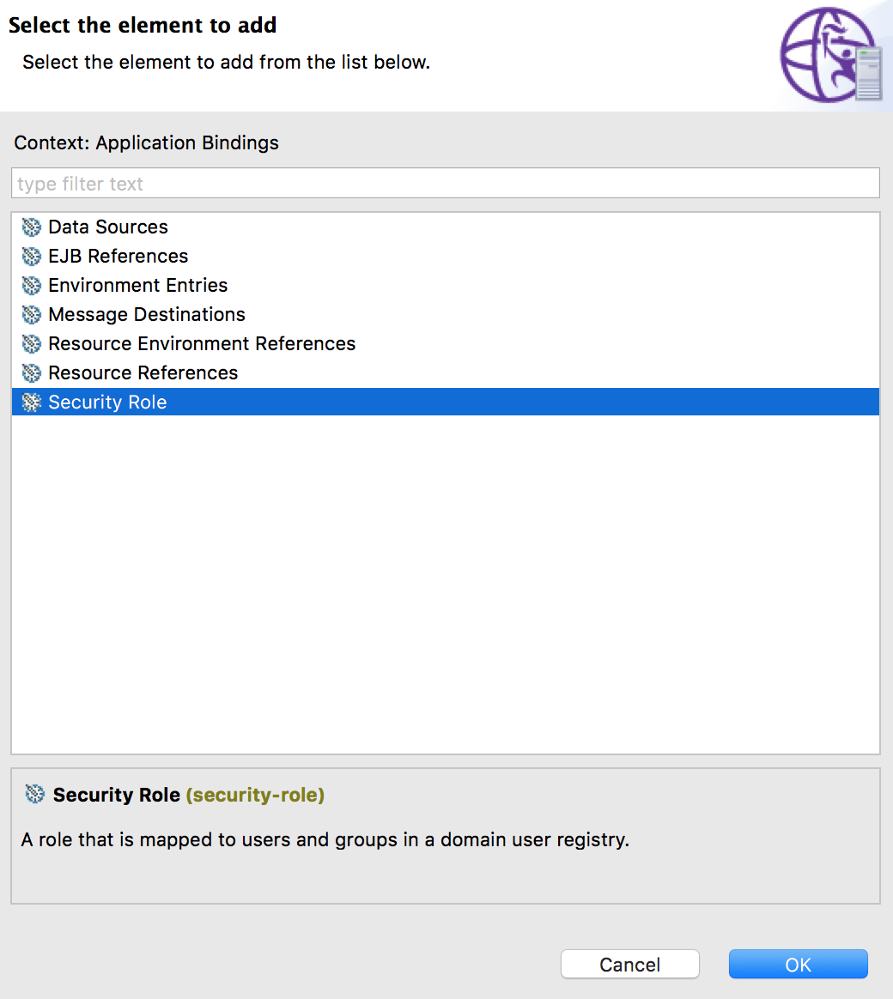 Select the element to add
Select the element to add from the list below.
Context: Application Bindings
type filter text
Data Sources
EJB References
Environment Entries
Message Destinations
Resource Environment References
Resource References
Security Role
Security Role (security-role)
A role that is mapped to users and groups in a domain user registry.
Cancel
OK